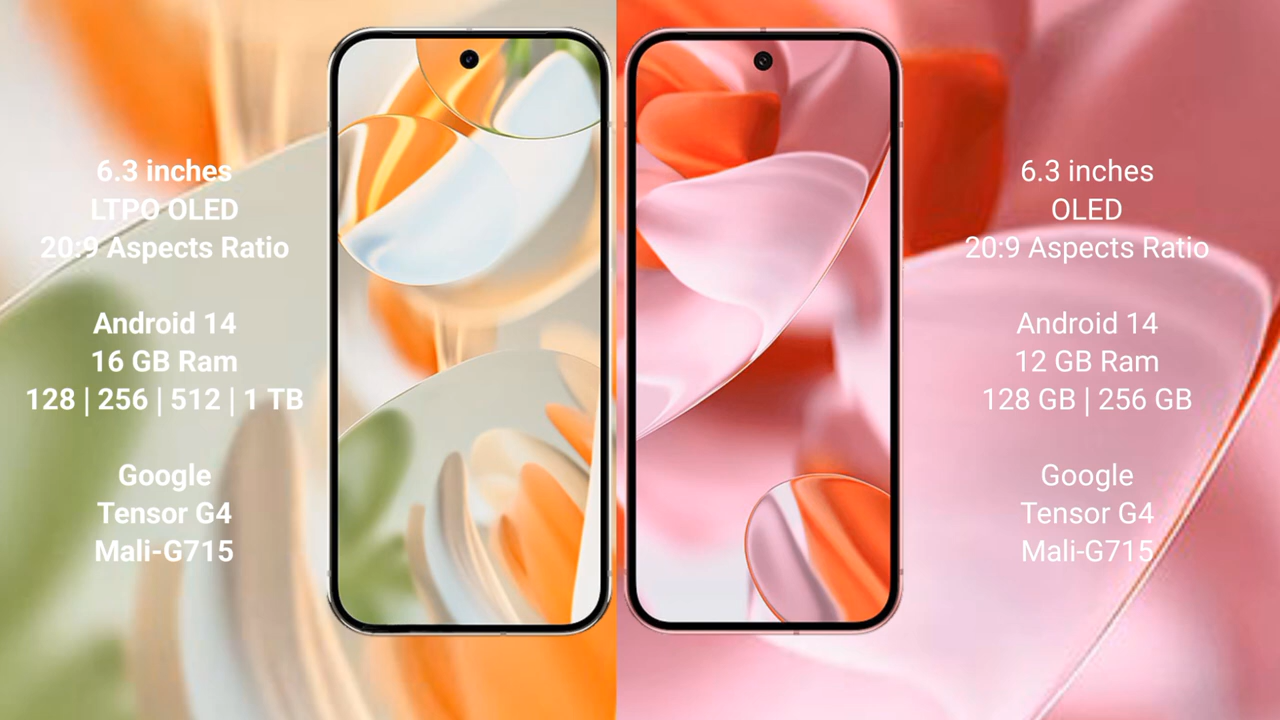 6.3 inches
LTPO OLED
20:9 Aspects Ratio
Android 14
16 GB Ram
128 | 256 | 512 | 1 TB
Google
Tensor G4
Mali-G715
6.3 inches
OLED
20:9 Aspects Ratio
Android 14
12 GB Ram
128 GB | 256 GB
Google
Tensor G4
Mali-G715